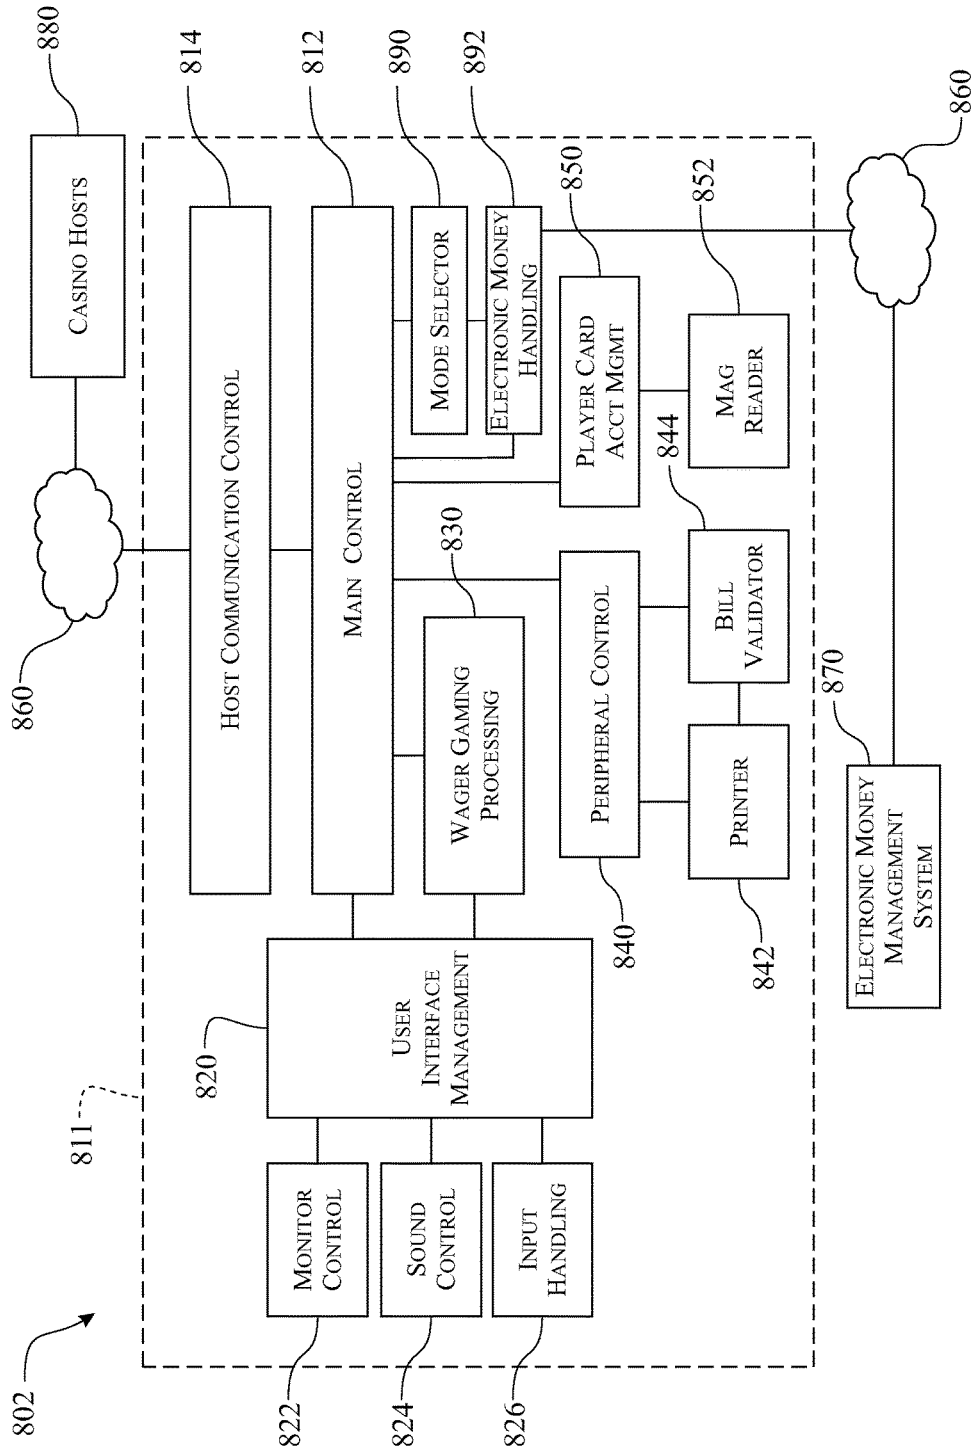 802
811
CASINO HOSTS
880
860
HOST COMMUNICATION CONTROL
814
MAIN CONTROL
812
MODE SELECTOR
890
ELECTRONIC MONEY
HANDLING
892
USER
INTERFACE
MANAGEMENT
820
MONITOR
CONTROL
822
SOUND
CONTROL
824
INPUT
HANDLING
826
WAGER GAMING
PROCESSING
830
PERIPHERAL CONTROL
840
PLAYER CARD
ACCT MGMT
850
PRINTER
842
BILL
VALIDATOR
844
MAG
READER
852
ELECTRONIC MONEY
MANAGEMENT
SYSTEM
870
860